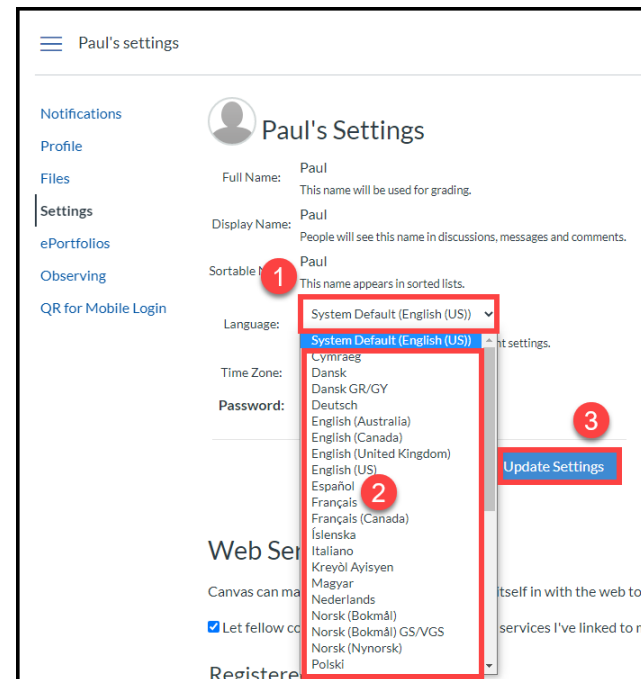 Paul's settings
Notifications
Profile
Files
Settings
ePortfolios
Observing
QR for Mobile Login
Paul's Settings
Full Name: Paul
This name will be used for grading.
Display Name: Paul
People will see this name in discussions, messages and comments.
Sortable Paul
This name appears in sorted lists.
1
Language: System Default (English (US))
System Default (English (US)) settings.
Cymraeg
Time Zone: Dansk
Dansk GR/GY
Password: Deutsch
English (Australia)
3
English (Canada)
English (United Kingdom)
English (US)
Update Settings
Español
2
Français
Français (Canada)
Íslenska
Italiano
Web
Kreyòl Ayisyen
Magyar
Canvas can itself in with the web
Nederlands
Norsk (Bokmål)
Let fellow services I've linked to
Norsk (Bokmål) GS/VGS
Norsk (Nynorsk)
Polski